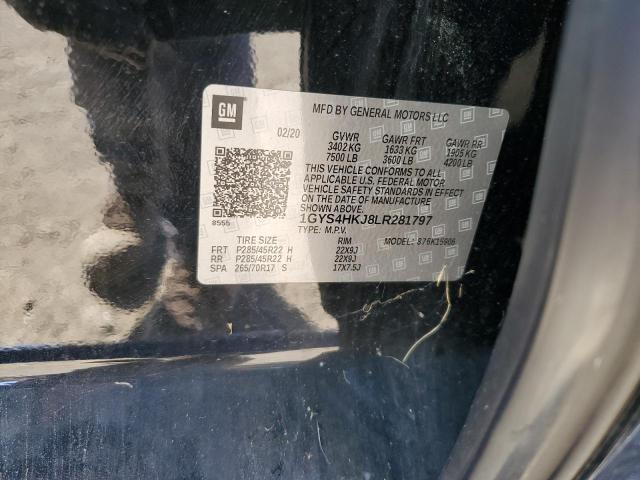 GM
MFD BY GENERAL MOTORS LLC
02/20
GVWR GAWR FRT GAWR RR
3402 KG 1633 KG 1905 KG
7500 LB 3600 LB 4200 LB
THIS VEHICLE CONFORMS TO ALL
APPLICABLE U.S. FEDERAL MOTOR
VEHICLE SAFETY STANDARDS IN EFFECT
ON THE DATE OF MANUFACTURE
SHOWN ABOVE.
8555
1GYS4HKJ8LR281797
TYPE: M.P.V. MODEL: S76K15906
TIRE SIZE RIM
FRT P285/45R22 H 22X9J
RR P285/45R22 H 22X9J
SPA 265/70R17 S 17X7.5J